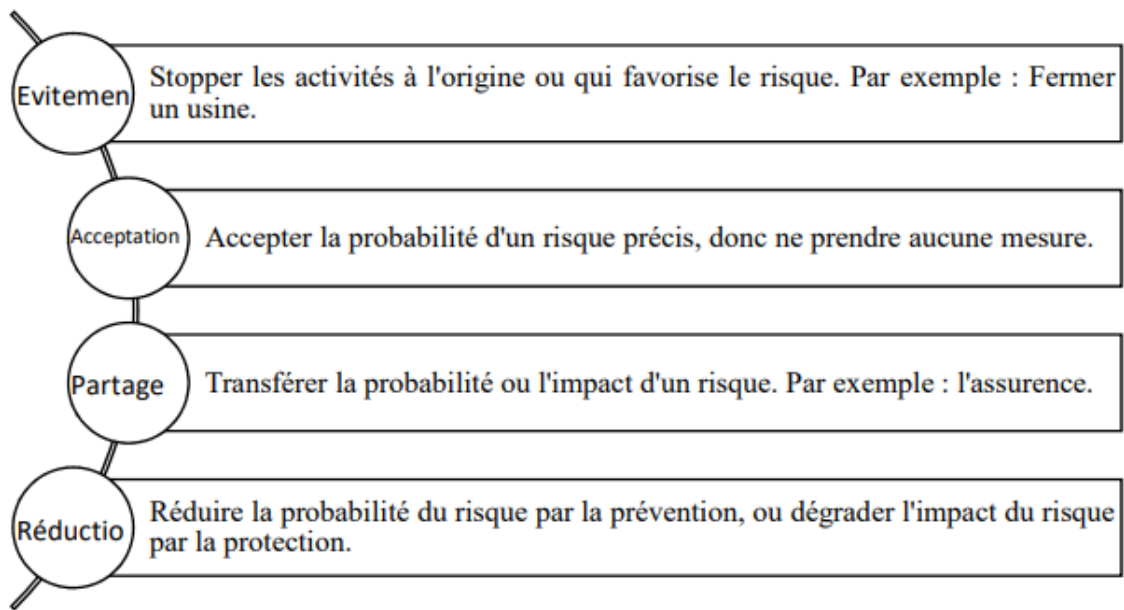 Evitemen
Stopper les activités à l'origine ou qui favorise le risque. Par exemple : Fermer
un usine.
Acceptation
Accepter la probabilité d'un risque précis, donc ne prendre aucune mesure.
Partage
Transférer la probabilité ou l'impact d'un risque. Par exemple : l'assurence.
Réductio
Réduire la probabilité du risque par la prévention, ou dégrader l'impact du risque
par la protection.